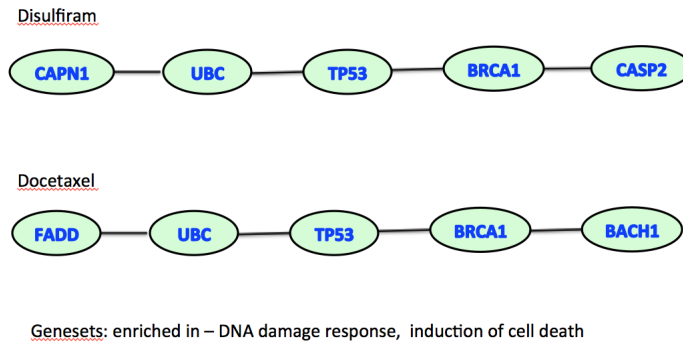 Disulfiram
CAPN1 UBC TP53 BRCA1 CASP2
Docetaxel
FADD UBC TP53 BRCA1 BACH1
Genesets: enriched in – DNA damage response, induction of cell death